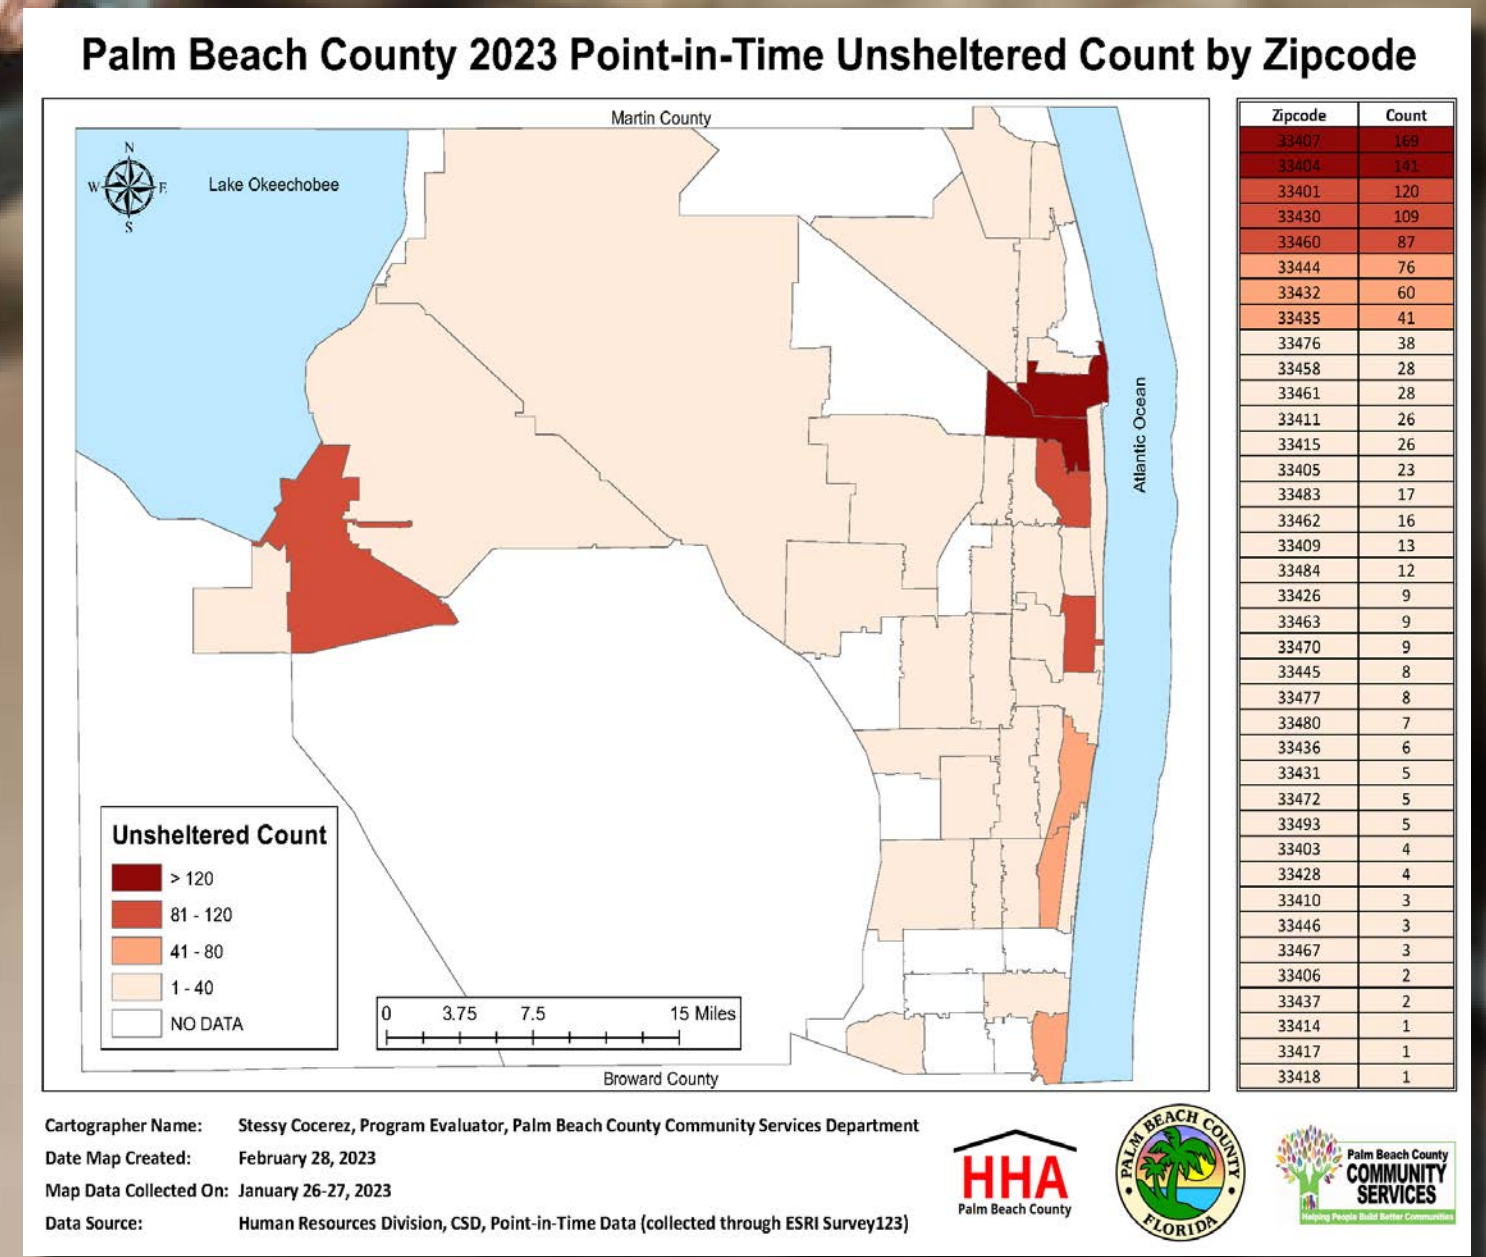 Palm Beach County 2023 Point-in-Time Unsheltered Count by Zipcode
Martin County
N
W E
S
Lake Okeechobee
Atlantic Ocean
Unsheltered Count
> 120
81 - 120
41 - 80
1 - 40
NO DATA
0 3.75 7.5 15 Miles
Broward County
Zipcode Count
33407 169
33404 141
33401 120
33430 109
33460 87
33444 76
33432 60
33435 41
33476 38
33458 28
33461 28
33411 26
33415 26
33405 23
33483 17
33462 16
33409 13
33484 12
33426 9
33463 9
33470 9
33445 8
33477 8
33480 7
33436 6
33431 5
33472 5
33493 5
33403 4
33428 4
33410 3
33446 3
33467 3
33406 2
33437 2
33414 1
33417 1
33418 1
Cartographer Name: Stessy Cocerez, Program Evaluator, Palm Beach County Community Services Department
Date Map Created: February 28, 2023
Map Data Collected On: January 26-27, 2023
Data Source: Human Resources Division, CSD, Point-in-Time Data (collected through ESRI Survey123)
HHA
Palm Beach County
PALM BEACH COUNTY
FLORIDA
Palm Beach County
COMMUNITY
SERVICES
Helping People Build Better Communities